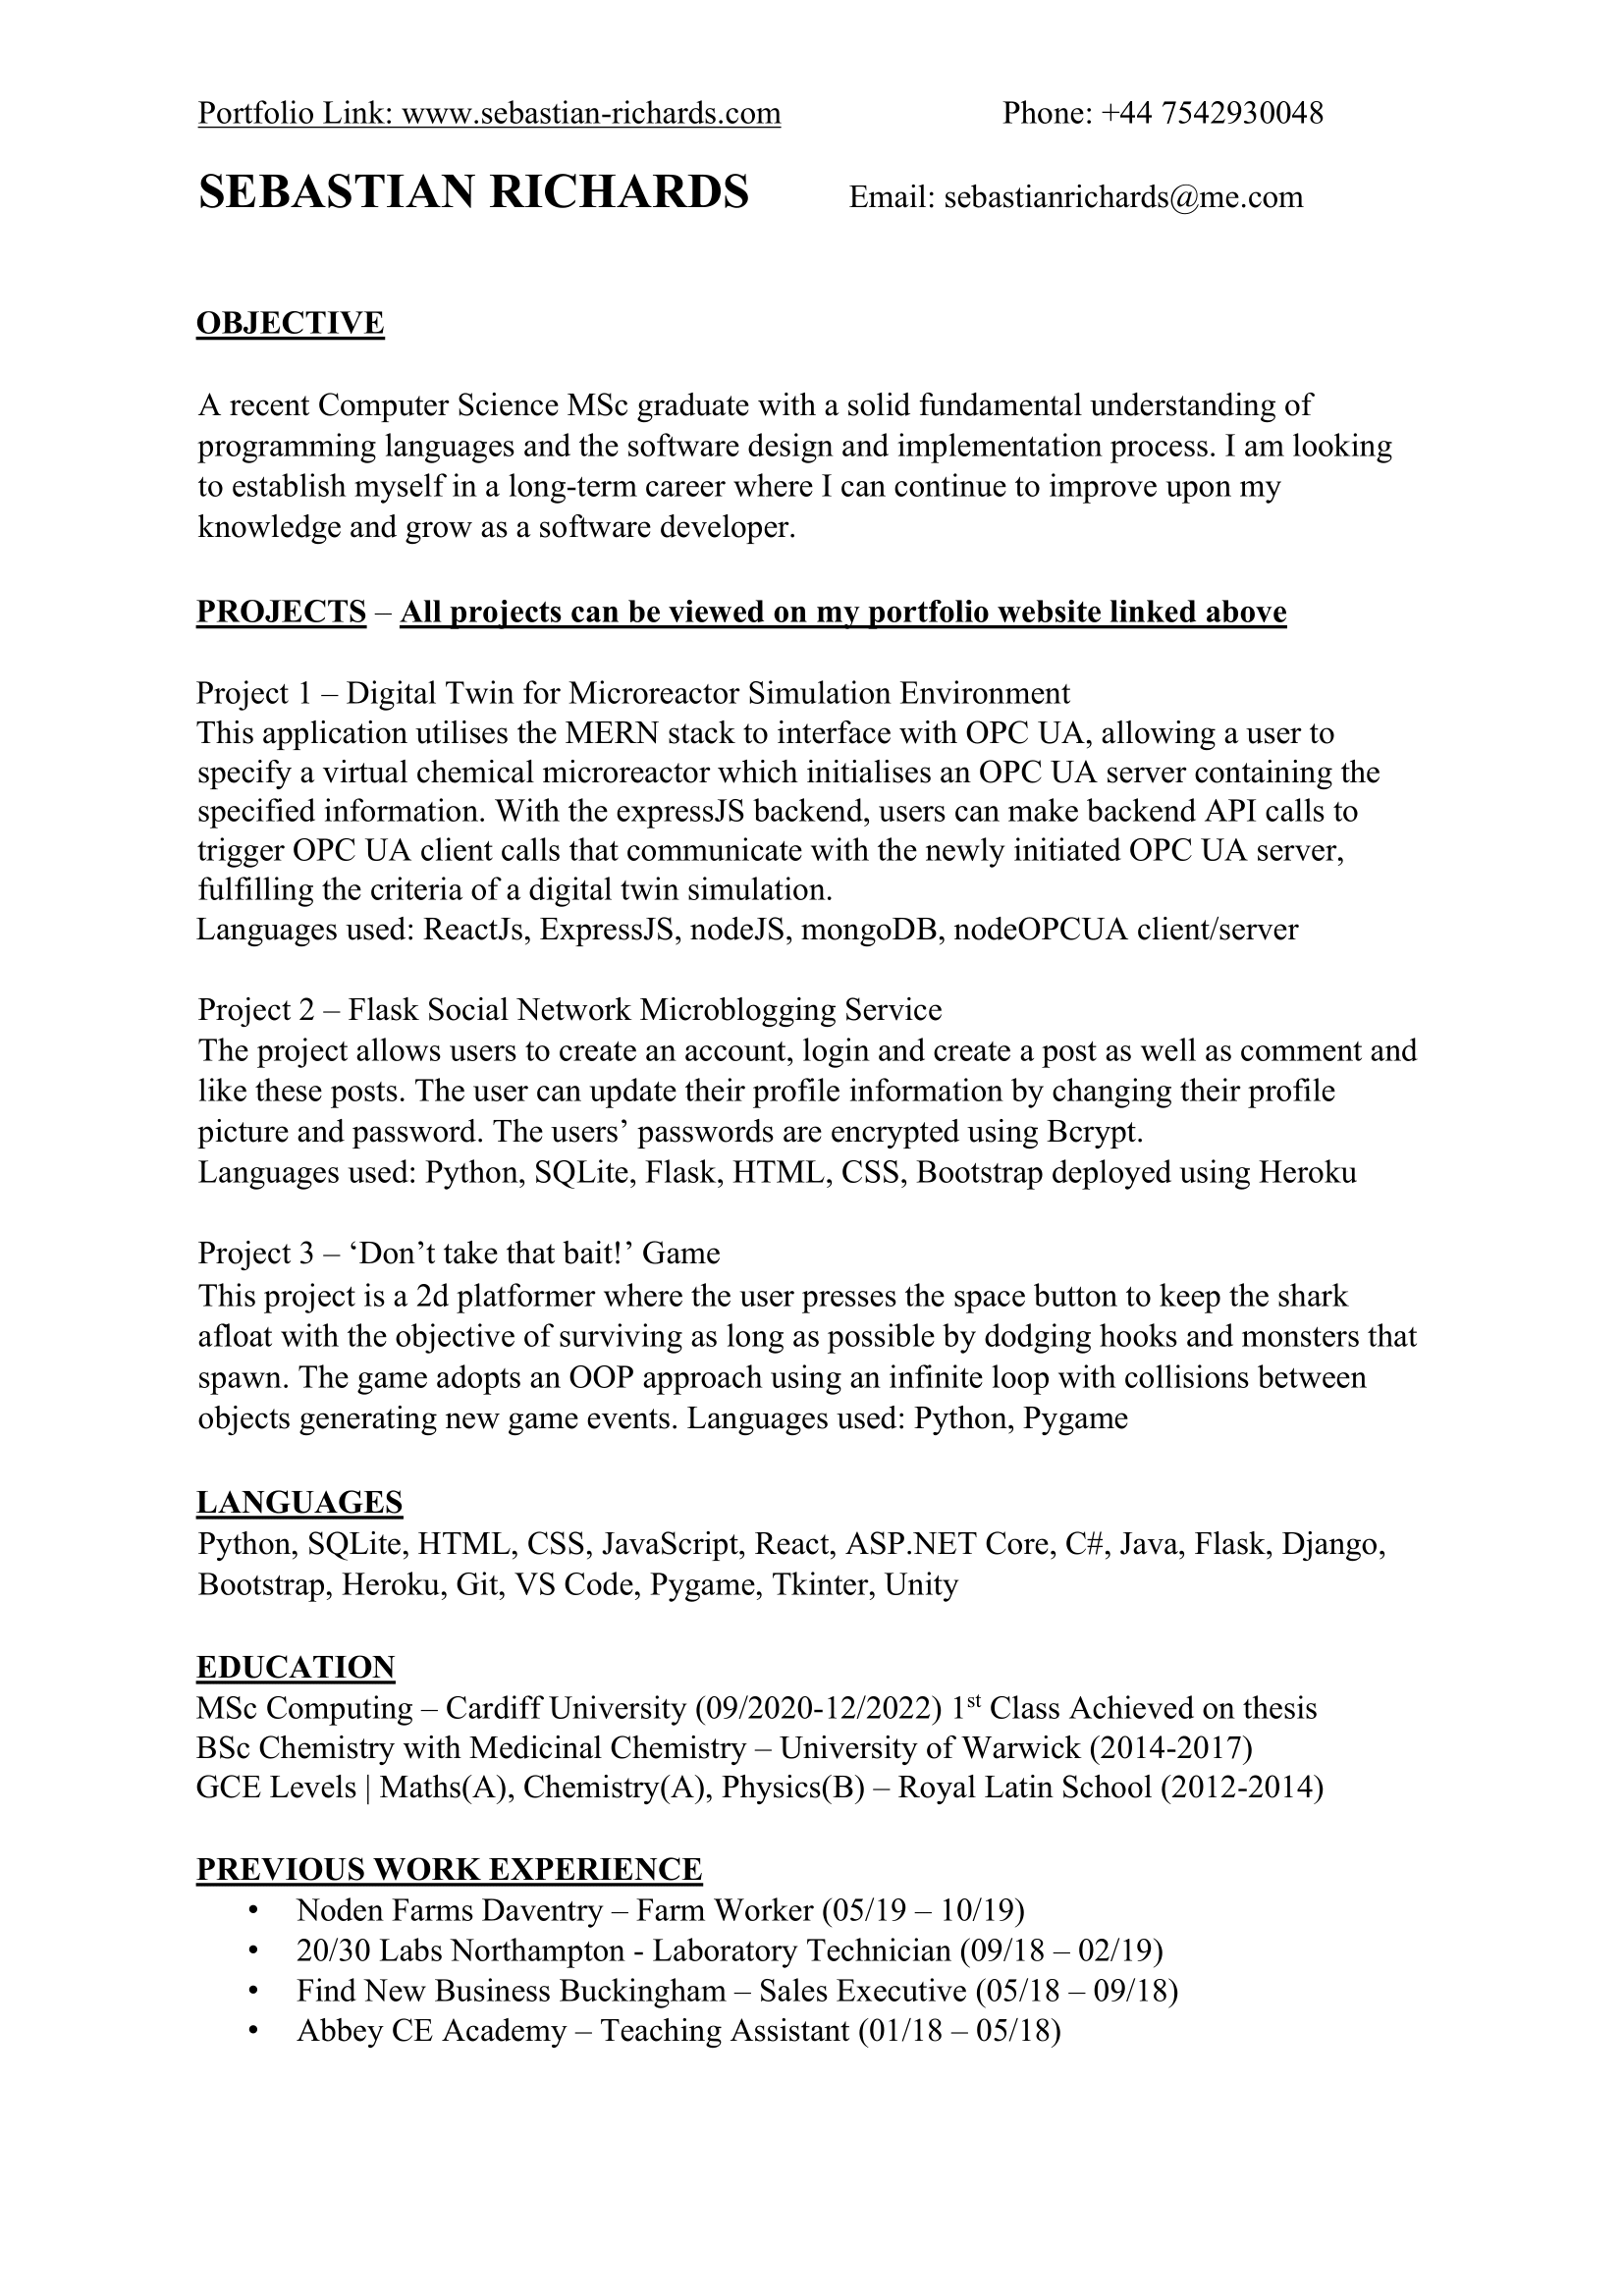 Portfolio Link: www.sebastian-richards.com Phone: +44 7542930048
SEBASTIAN RICHARDS Email: sebastianrichards@me.com
OBJECTIVE
A recent Computer Science MSc graduate with a solid fundamental understanding of
programming languages and the software design and implementation process. I am looking
to establish myself in a long-term career where I can continue to improve upon my
knowledge and grow as a software developer.
PROJECTS – All projects can be viewed on my portfolio website linked above
Project 1 – Digital Twin for Microreactor Simulation Environment
This application utilises the MERN stack to interface with OPC UA, allowing a user to
specify a virtual chemical microreactor which initialises an OPC UA server containing the
specified information. With the expressJS backend, users can make backend API calls to
trigger OPC UA client calls that communicate with the newly initiated OPC UA server,
fulfilling the criteria of a digital twin simulation.
Languages used: ReactJs, ExpressJS, nodeJS, mongoDB, nodeOPCUA client/server
Project 2 – Flask Social Network Microblogging Service
The project allows users to create an account, login and create a post as well as comment and
like these posts. The user can update their profile information by changing their profile
picture and password. The users’ passwords are encrypted using Bcrypt.
Languages used: Python, SQLite, Flask, HTML, CSS, Bootstrap deployed using Heroku
Project 3 – ‘Don’t take that bait!’ Game
This project is a 2d platformer where the user presses the space button to keep the shark
afloat with the objective of surviving as long as possible by dodging hooks and monsters that
spawn. The game adopts an OOP approach using an infinite loop with collisions between
objects generating new game events. Languages used: Python, Pygame
LANGUAGES
Python, SQLite, HTML, CSS, JavaScript, React, ASP.NET Core, C#, Java, Flask, Django,
Bootstrap, Heroku, Git, VS Code, Pygame, Tkinter, Unity
EDUCATION
MSc Computing – Cardiff University (09/2020-12/2022) 1st Class Achieved on thesis
BSc Chemistry with Medicinal Chemistry – University of Warwick (2014-2017)
GCE Levels | Maths(A), Chemistry(A), Physics(B) – Royal Latin School (2012-2014)
PREVIOUS WORK EXPERIENCE
• Noden Farms Daventry – Farm Worker (05/19 – 10/19)
• 20/30 Labs Northampton - Laboratory Technician (09/18 – 02/19)
• Find New Business Buckingham – Sales Executive (05/18 – 09/18)
• Abbey CE Academy – Teaching Assistant (01/18 – 05/18)